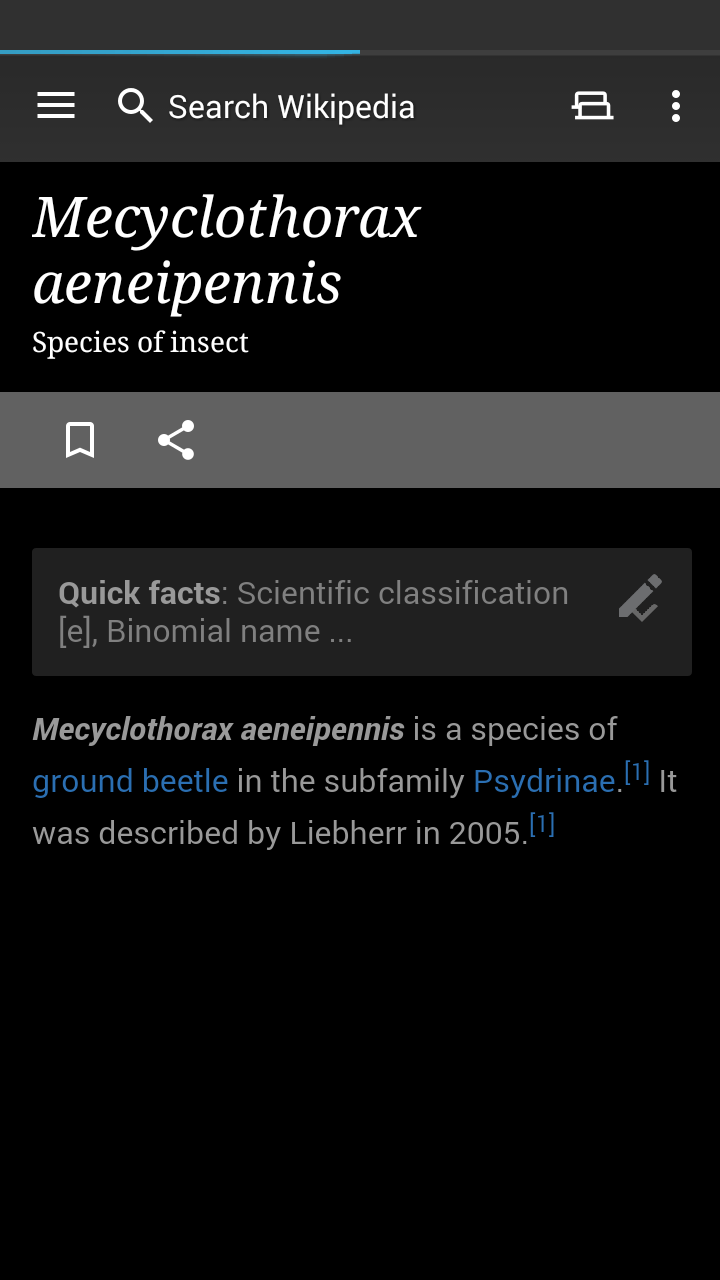 Search Wikipedia
Mecyclothorax
aeneipennis
Species of insect
Quick facts: Scientific classification
[e], Binomial name ...
Mecyclothorax aeneipennis is a species of
ground beetle in the subfamily Psydrinae.[1] It
was described by Liebherr in 2005.[1]